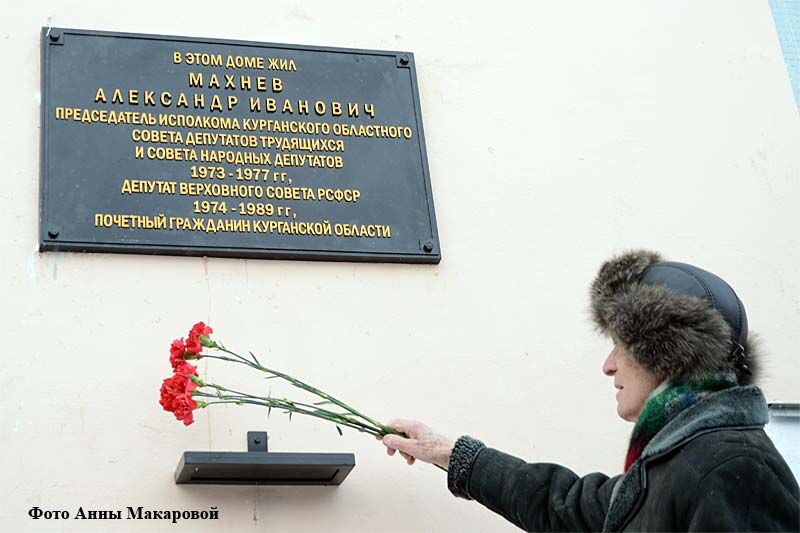 В ЭТОМ ДОМЕ ЖИЛ
МАХНЕВ
АЛЕКСАНДР ИВАНОВИЧ
ПРЕДСЕДАТЕЛЬ ИСПОЛКОМА КУРГАНСКОГО ОБЛАСТНОГО
СОВЕТА ДЕПУТАТОВ ТРУДЯЩИХСЯ
И СОВЕТА НАРОДНЫХ ДЕПУТАТОВ
1973 - 1977 гг,
ДЕПУТАТ ВЕРХОВНОГО СОВЕТА РСФСР
1974 - 1989 гг,
ПОЧЕТНЫЙ ГРАЖДАНИН КУРГАНСКОЙ ОБЛАСТИ
Фото Анны Макаровой